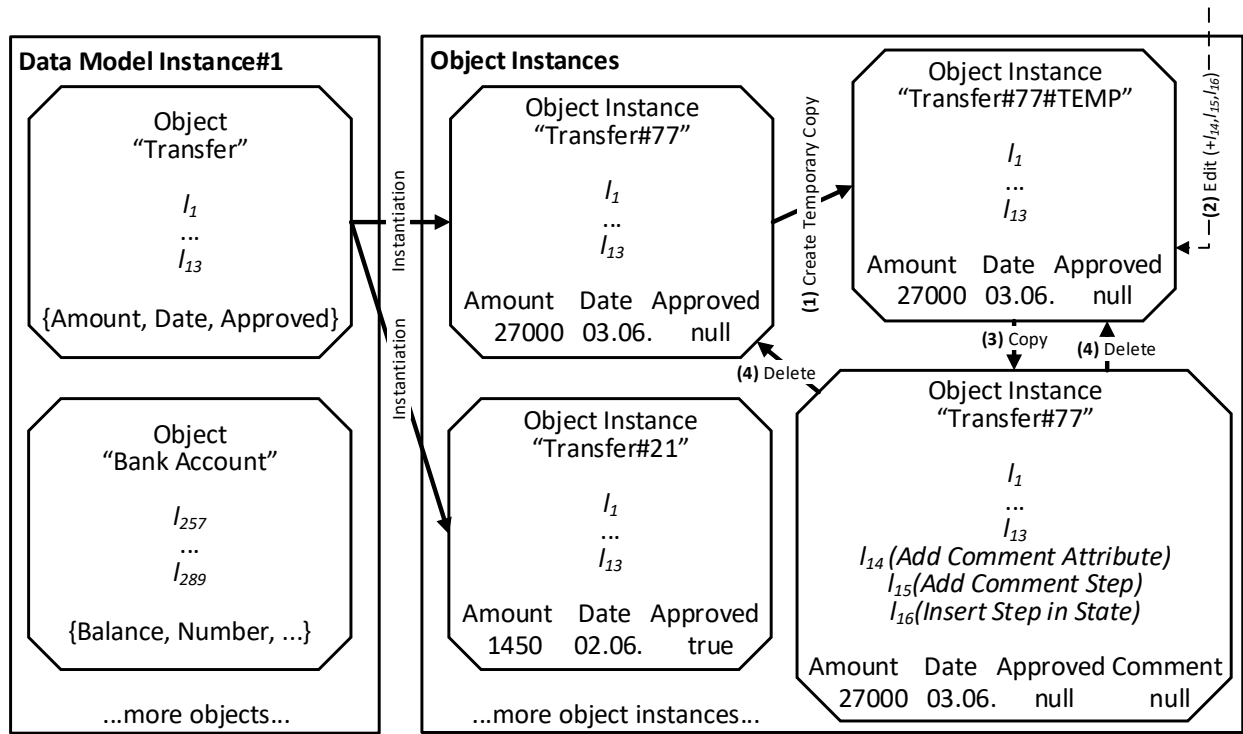 Data Model Instance#1
Object
“Transfer”
l1
...
l13
{Amount, Date, Approved}
Object
“Bank Account”
l257
...
l289
{Balance, Number, ...}
...more objects...
Instantiation
Instantiation
Object Instances
Object Instance
“Transfer#77”
l1
...
l13
Amount Date Approved
27000 03.06. null
(1) Create Temporary Copy
Object Instance
“Transfer#77#TEMP”
l1
...
l13
Amount Date Approved
27000 03.06. null
(2) Edit (+l14,l15,l16)
(3) Copy
(4) Delete
(4) Delete
Object Instance
“Transfer#21”
l1
...
l13
Amount Date Approved
1450 02.06. true
...more object instances...
Object Instance
“Transfer#77”
l1
...
l13
l14 (Add Comment Attribute)
l15(Add Comment Step)
l16(Insert Step in State)
Amount Date Approved Comment
27000 03.06. null null